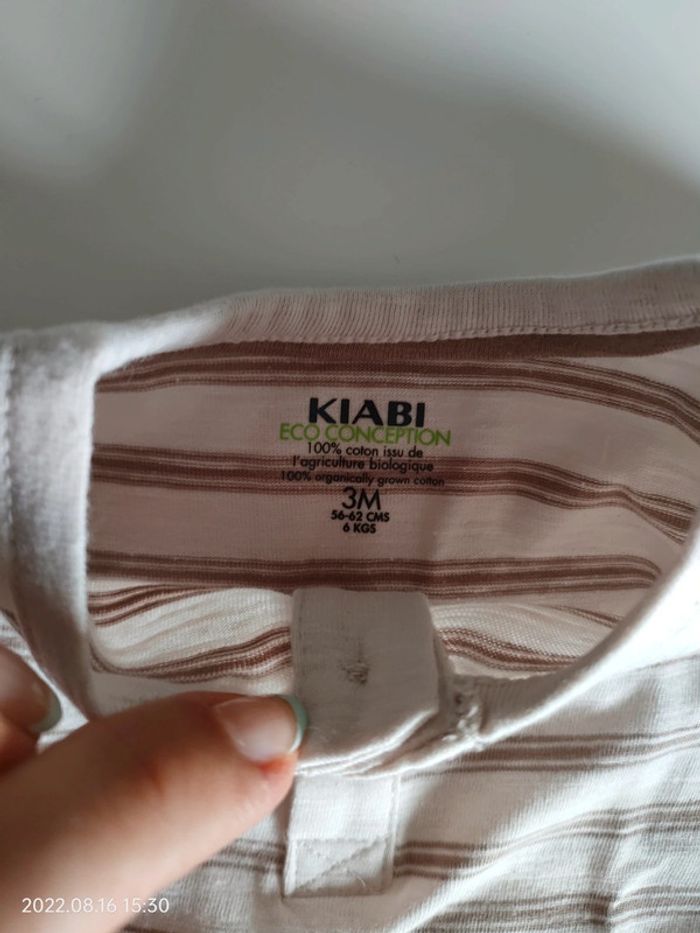 KIABI
ECO CONCEPTION
100% coton issu de
l'agriculture biologique
100% organically grown cotton
3M
56-62 CMS
6 KGS
2022.08.16 15:30